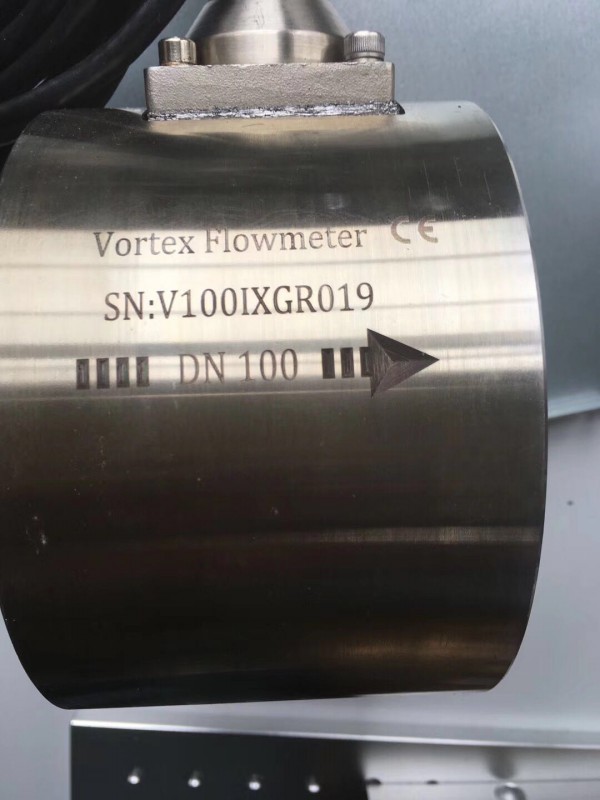 Vortex Flowmeter CE
SN:V100IXGR019
DN 100